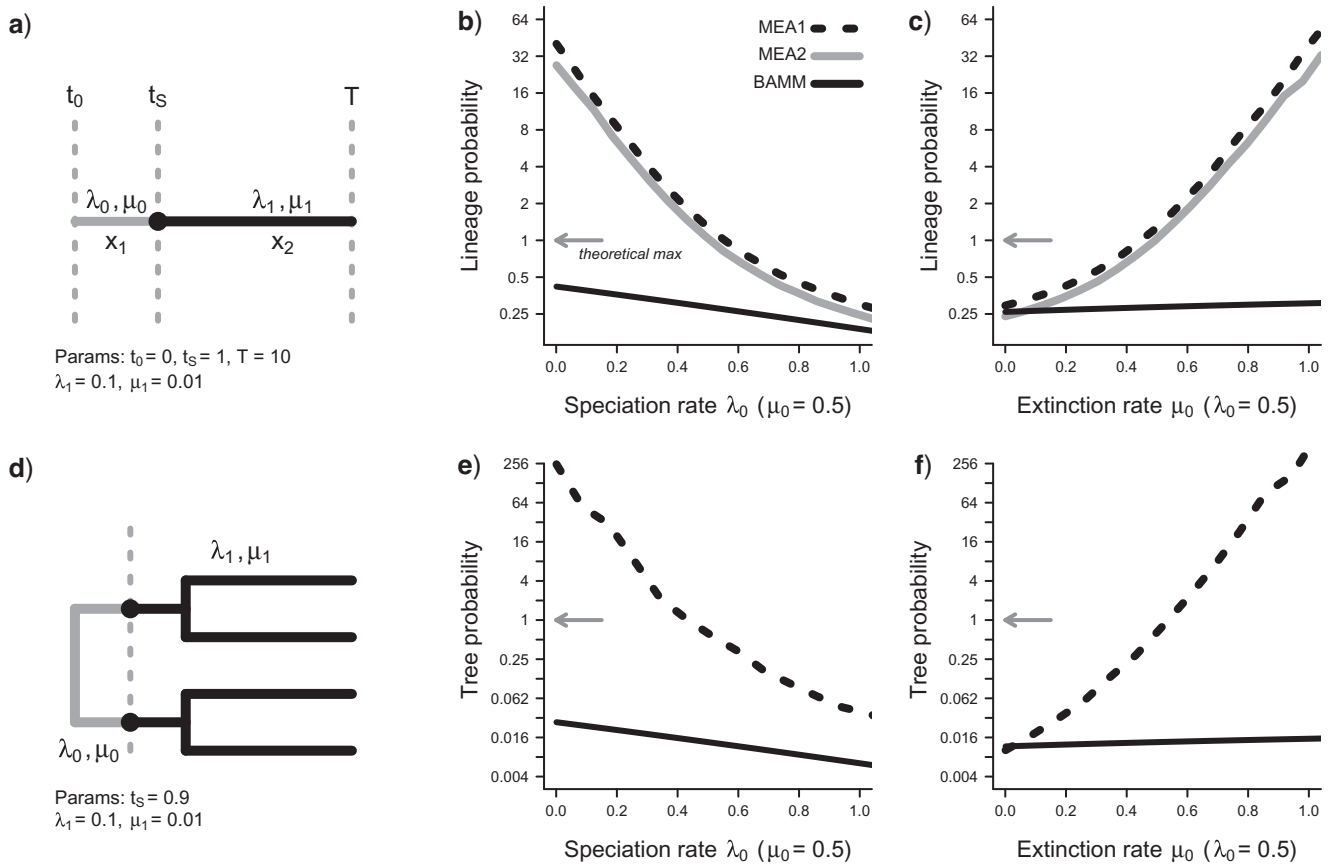 a)
t₀ tₛ T
λ₀, μ₀ λ₁, μ₁
x₁ x₂
Params: t₀ = 0, tₛ = 1, T = 10
λ₁ = 0.1, μ₁ = 0.01
b)
MEA1
MEA2
BAMM
Lineage probability
64
32
16
8
4
2
1
0.5
0.25
theoretical max
0.0 0.2 0.4 0.6 0.8 1.0
Speciation rate λ₀ (μ₀ = 0.5)
c)
Lineage probability
64
32
16
8
4
2
1
0.5
0.25
0.0 0.2 0.4 0.6 0.8 1.0
Extinction rate μ₀ (λ₀ = 0.5)
d)
λ₁, μ₁
λ₀, μ₀
Params: tₛ = 0.9
λ₁ = 0.1, μ₁ = 0.01
e)
Tree probability
256
64
16
4
1
0.25
0.062
0.016
0.004
0.0 0.2 0.4 0.6 0.8 1.0
Speciation rate λ₀ (μ₀ = 0.5)
f)
Tree probability
256
64
16
4
1
0.25
0.062
0.016
0.004
0.0 0.2 0.4 0.6 0.8 1.0
Extinction rate μ₀ (λ₀ = 0.5)